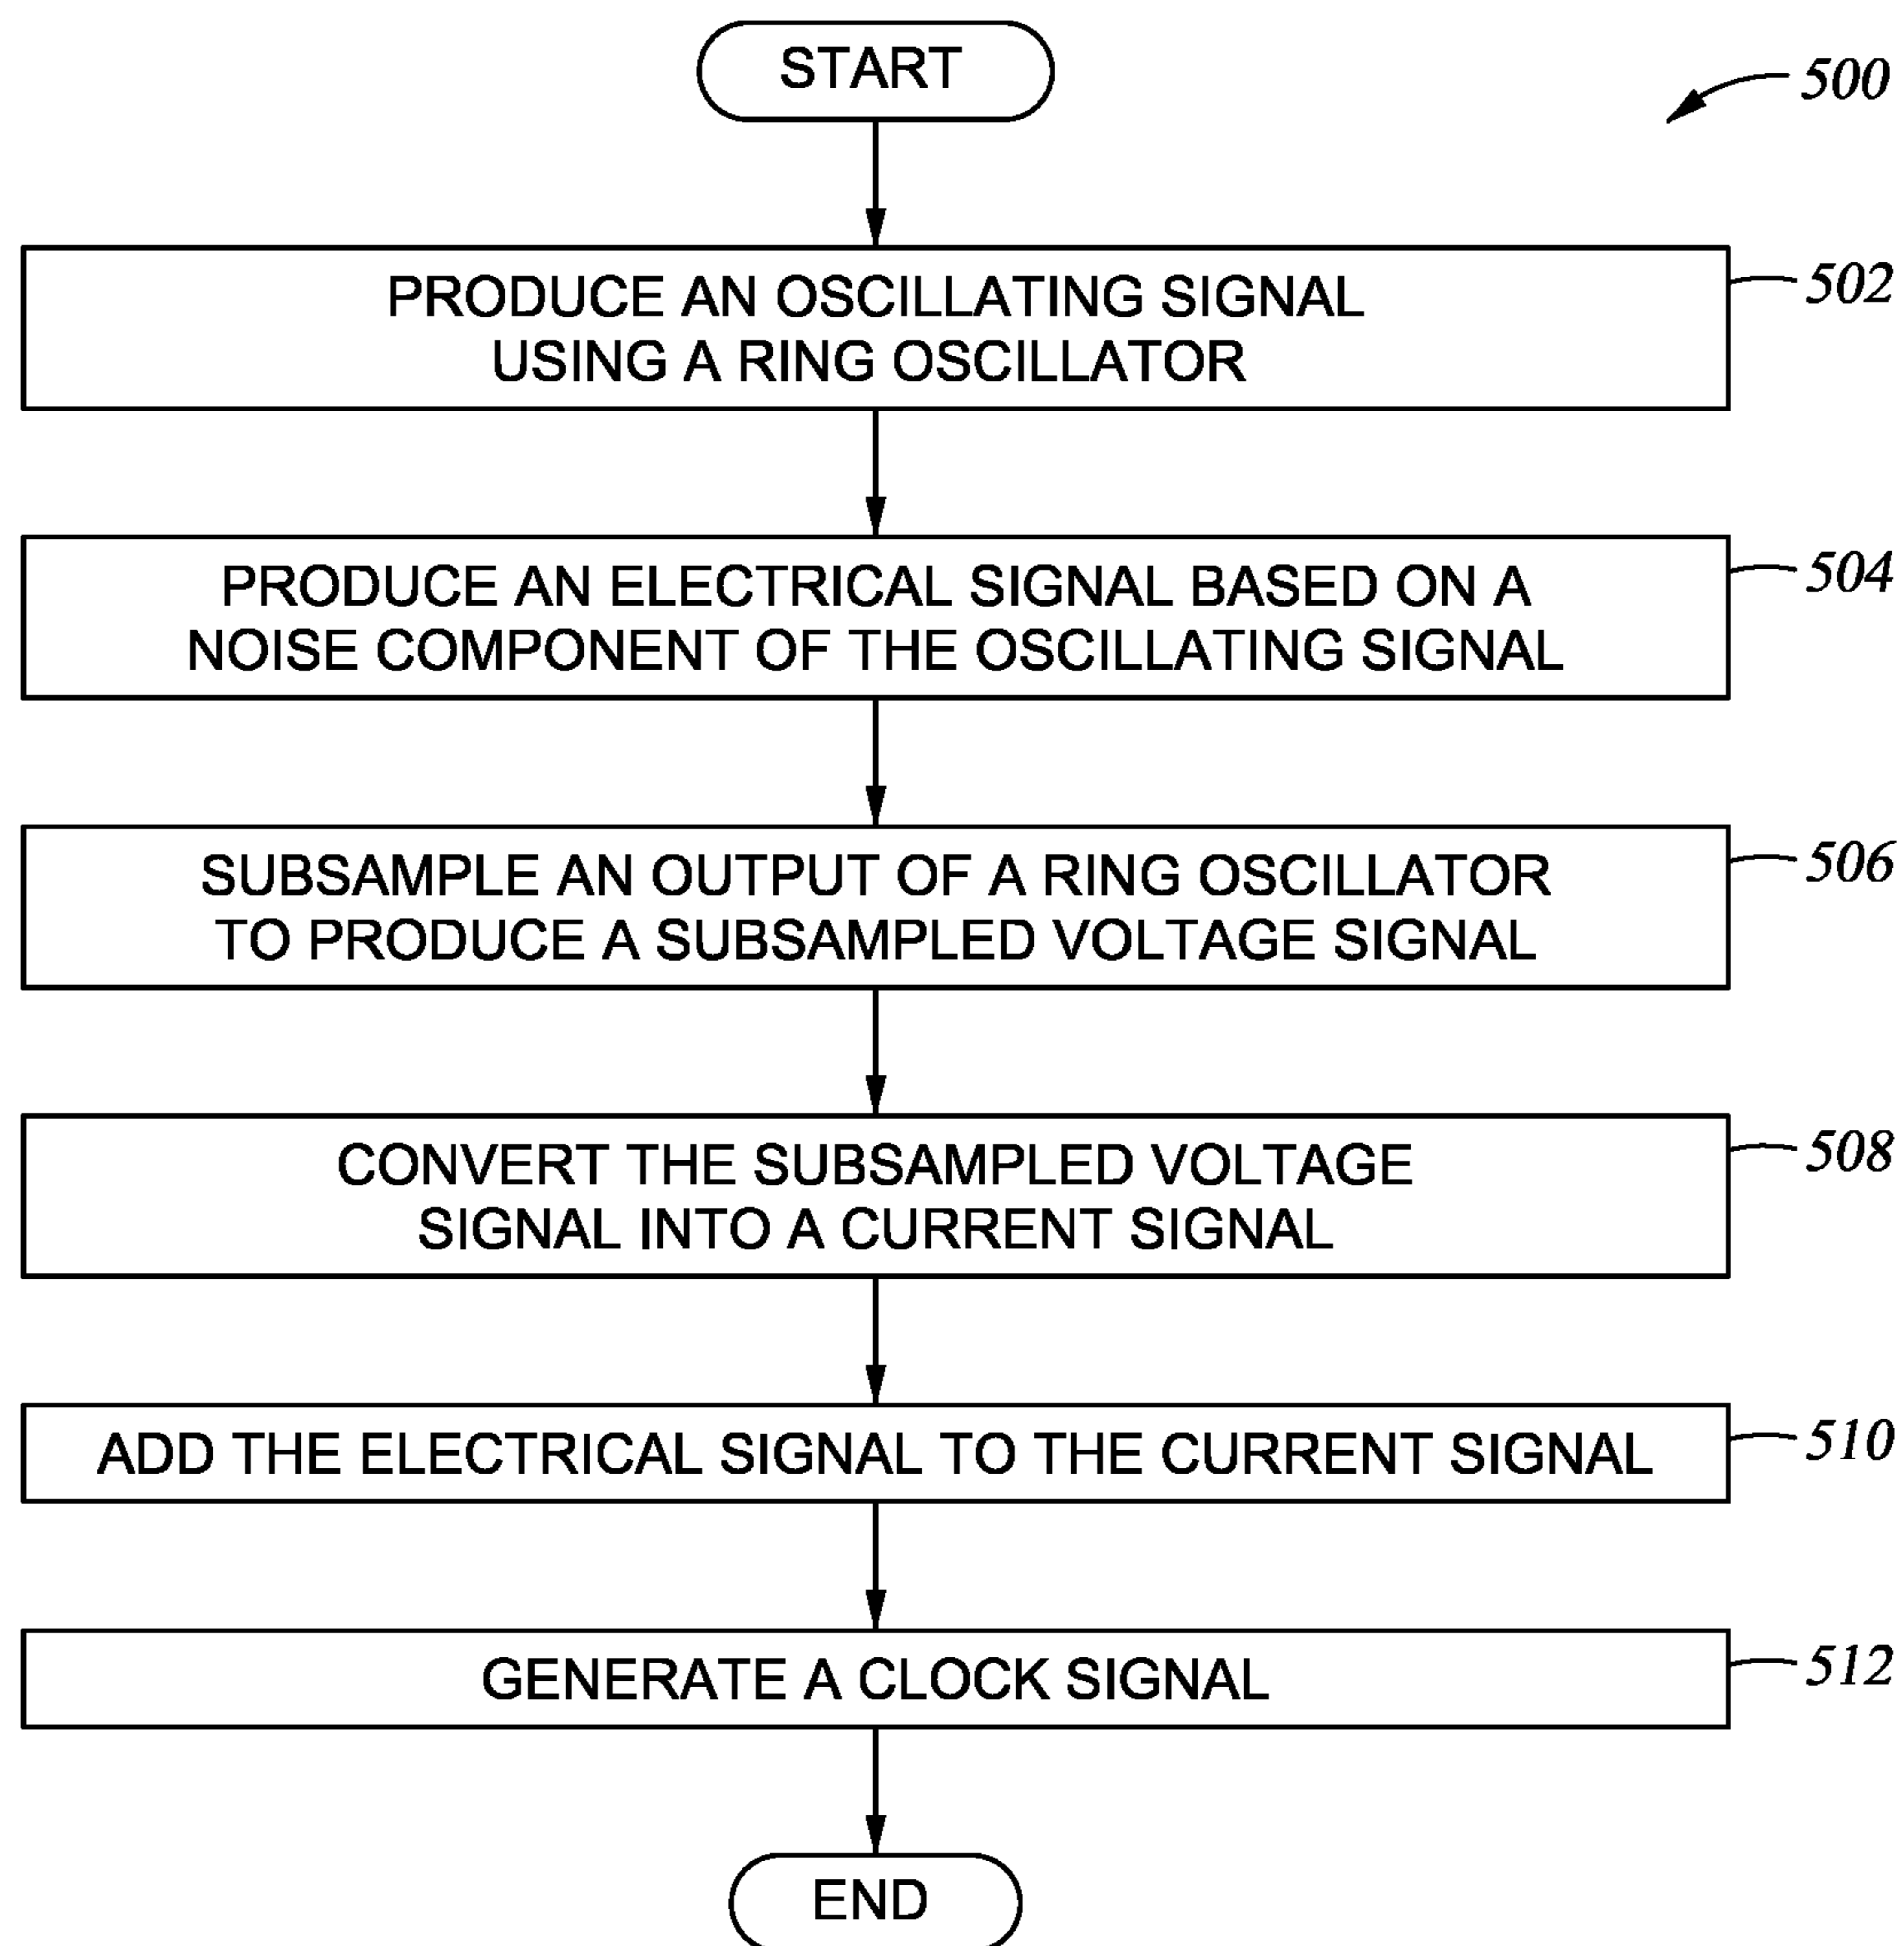 START
500
PRODUCE AN OSCILLATING SIGNAL
USING A RING OSCILLATOR
502
PRODUCE AN ELECTRICAL SIGNAL BASED ON A
NOISE COMPONENT OF THE OSCILLATING SIGNAL
504
SUBSAMPLE AN OUTPUT OF A RING OSCILLATOR
TO PRODUCE A SUBSAMPLED VOLTAGE SIGNAL
506
CONVERT THE SUBSAMPLED VOLTAGE
SIGNAL INTO A CURRENT SIGNAL
508
ADD THE ELECTRICAL SIGNAL TO THE CURRENT SIGNAL
510
GENERATE A CLOCK SIGNAL
512
END